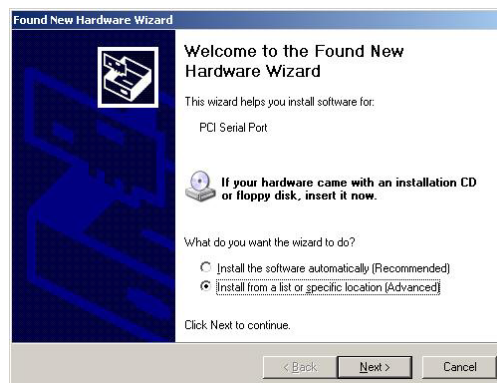 Found New Hardware Wizard
Welcome to the Found New
Hardware Wizard
This wizard helps you install software for:
PCI Serial Port
If your hardware came with an installation CD
or floppy disk, insert it now.
What do you want the wizard to do?
Install the software automatically (Recommended)
Install from a list or specific location (Advanced)
Click Next to continue.
< Back
Next >
Cancel